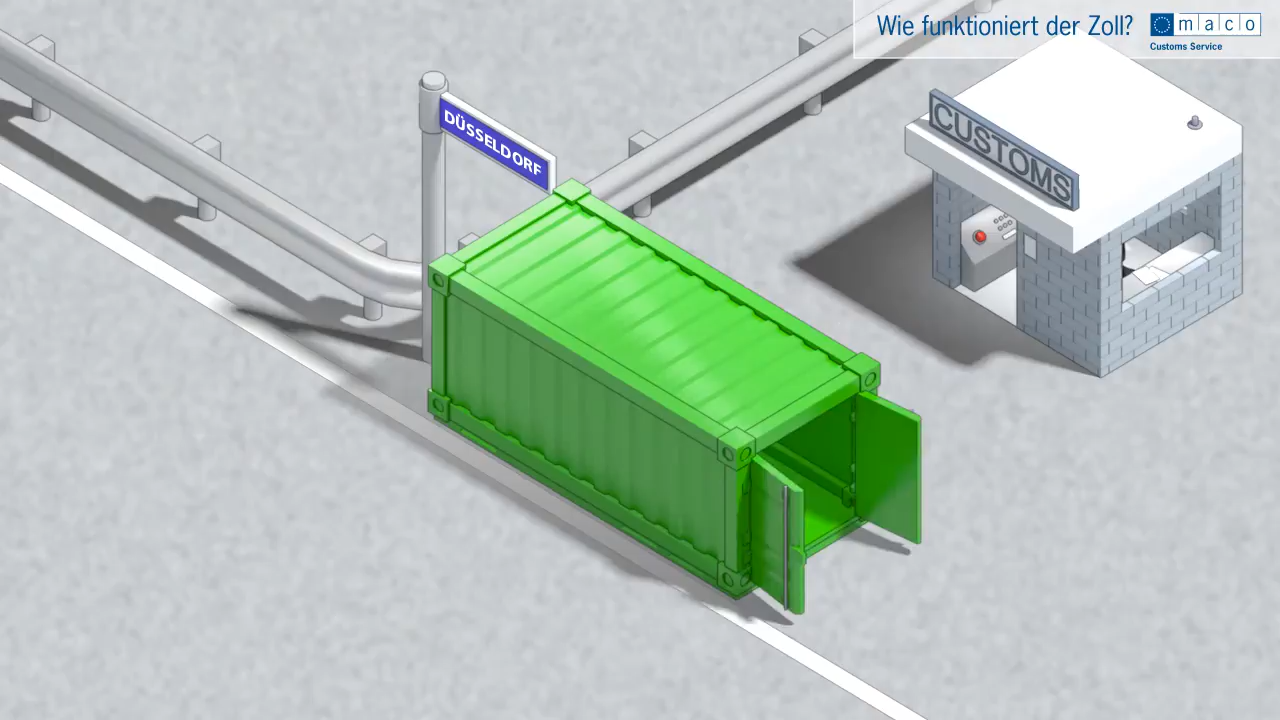 Wie funktioniert der Zoll?
maco
Customs Service
DÜSSELDORF
CUSTOMS